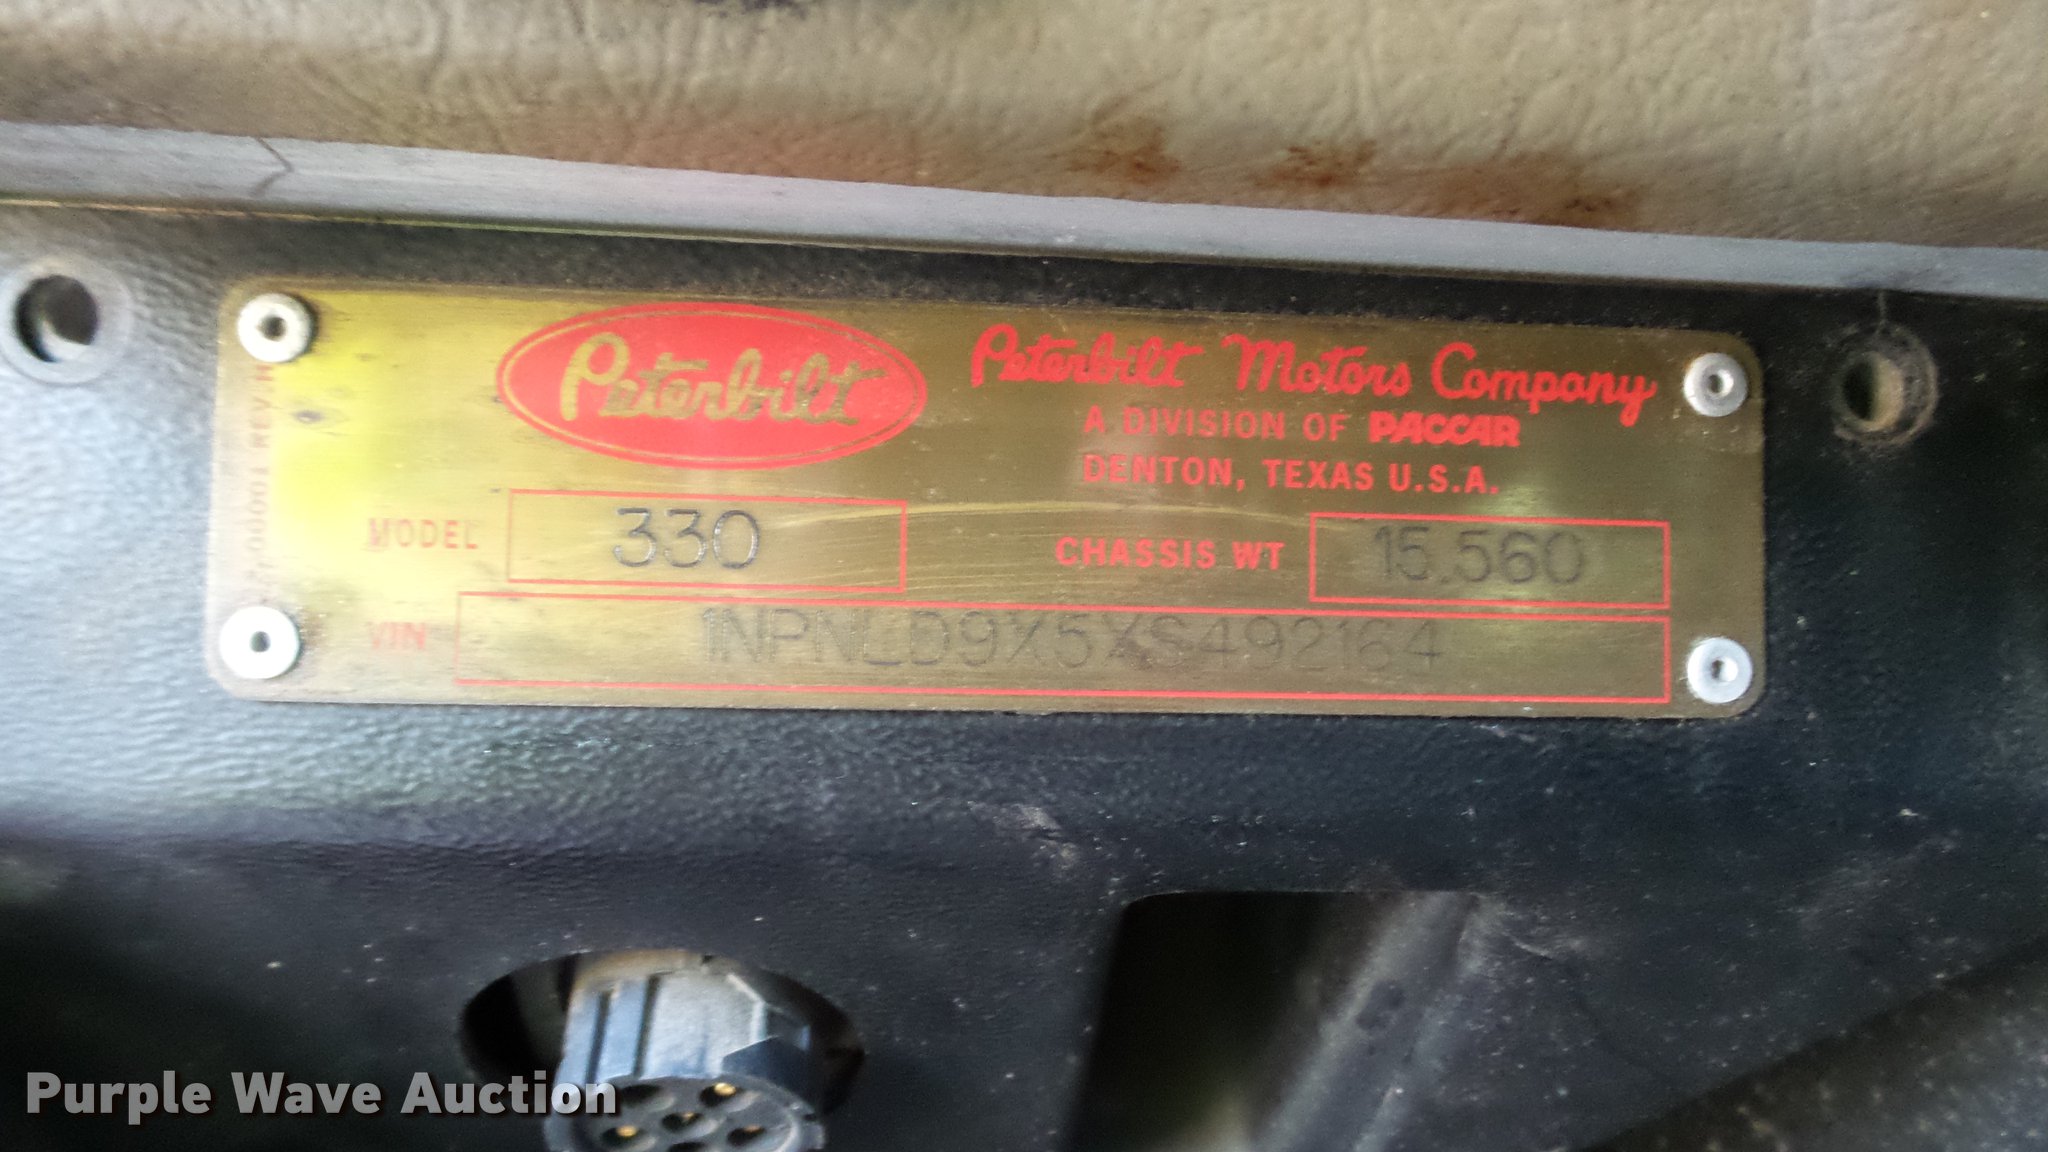 Peterbilt
Peterbilt Motors Company
A DIVISION OF PACCAR
DENTON, TEXAS U.S.A.
MODEL 330
CHASSIS WT 15,560
VIN 1NPNLD9X5XS492164
REV.H
Purple Wave Auction